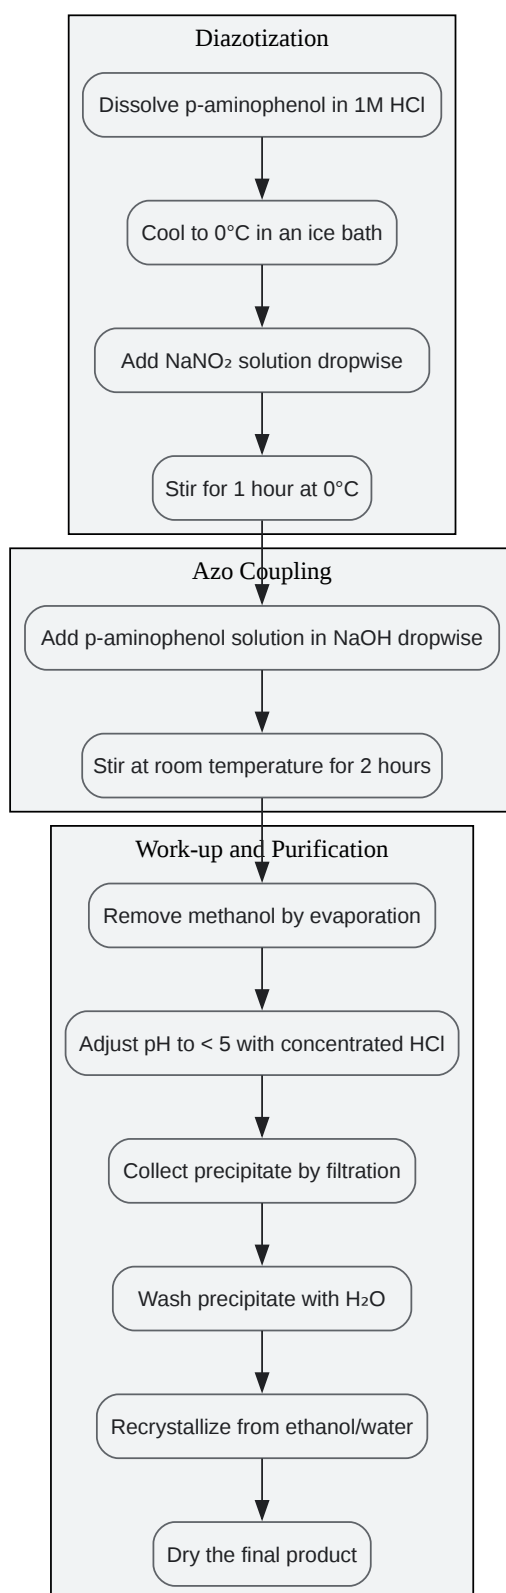 Diazotization
Dissolve p-aminophenol in 1M HCl
Cool to 0°C in an ice bath
Add NaNO₂ solution dropwise
Stir for 1 hour at 0°C
Azo Coupling
Add p-aminophenol solution in NaOH dropwise
Stir at room temperature for 2 hours
Work-up and Purification
Remove methanol by evaporation
Adjust pH to < 5 with concentrated HCl
Collect precipitate by filtration
Wash precipitate with H₂O
Recrystallize from ethanol/water
Dry the final product